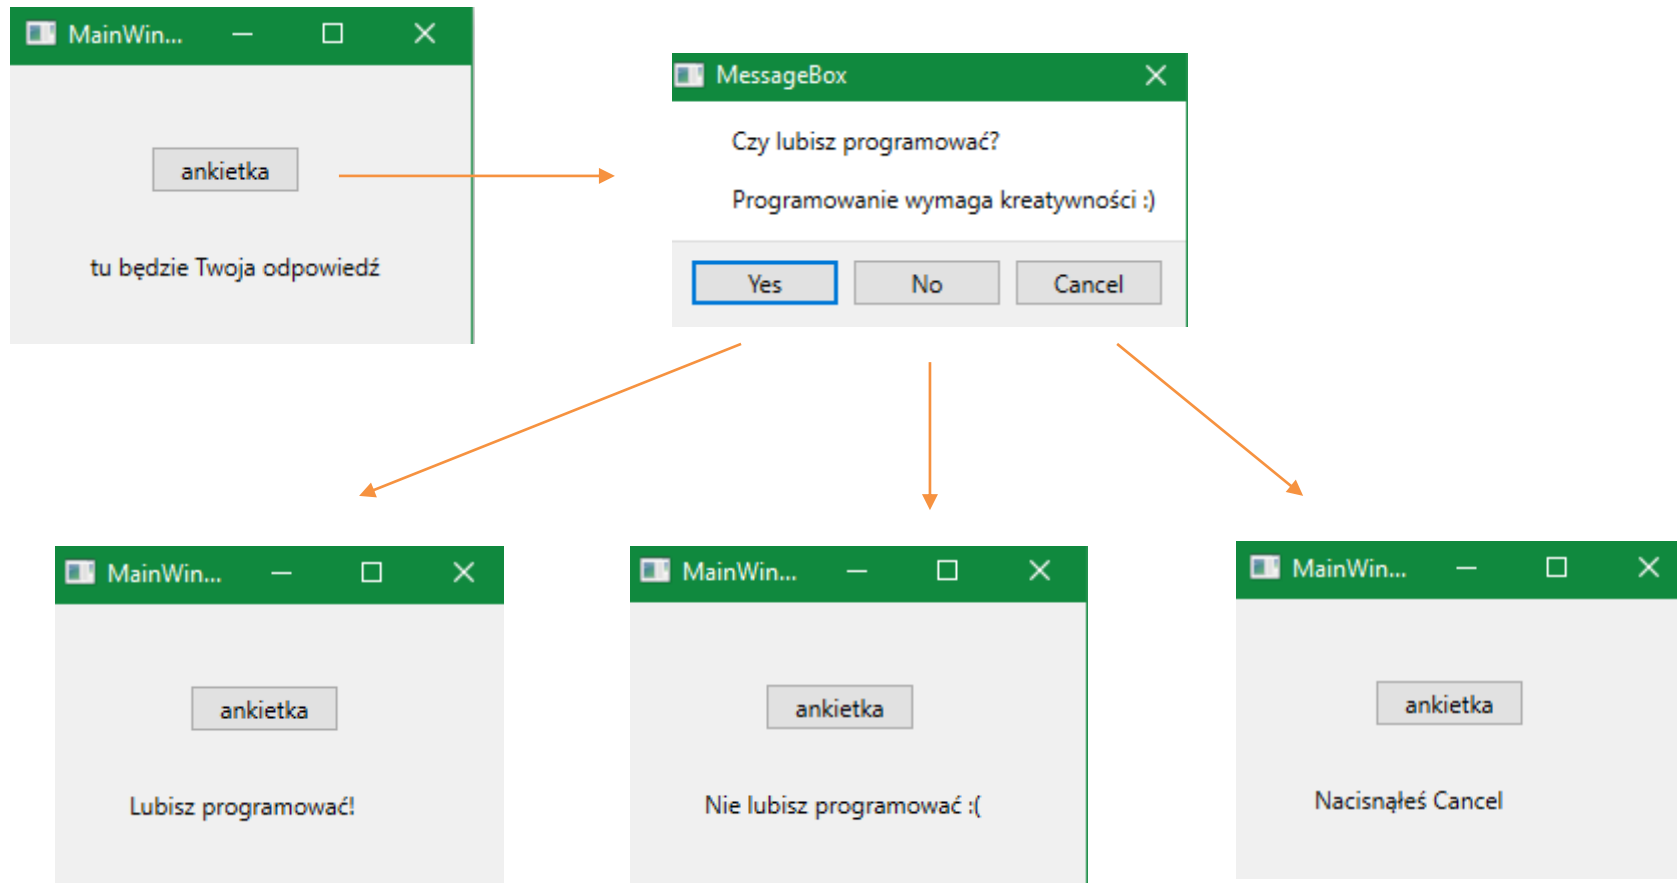 MainWin...
ankietka
tu będzie Twoja odpowiedź
MessageBox
Czy lubisz programować?
Programowanie wymaga kreatywności :)
Yes No Cancel
MainWin...
ankietka
Lubisz programować!
MainWin...
ankietka
Nie lubisz programować :(
MainWin...
ankietka
Nacisnąłeś Cancel